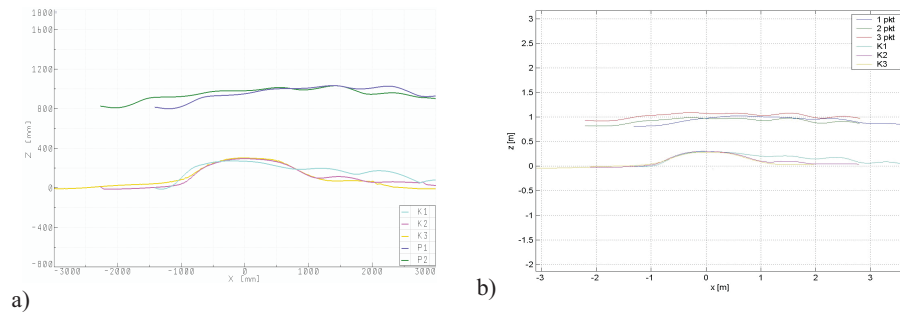 1800
1400
1000
800
400
0
-400
-800
Z [mm]
-3000
-2000
-1000
0
1000
2000
3000
X [mm]
K1
K2
K3
P1
P2
a)
3
2.5
2
1.5
1
0.5
0
-0.5
-1
-1.5
-2
z [m]
-3
-2
-1
0
1
2
3
x [m]
1 pkt
2 pkt
3 pkt
K1
K2
K3
b)